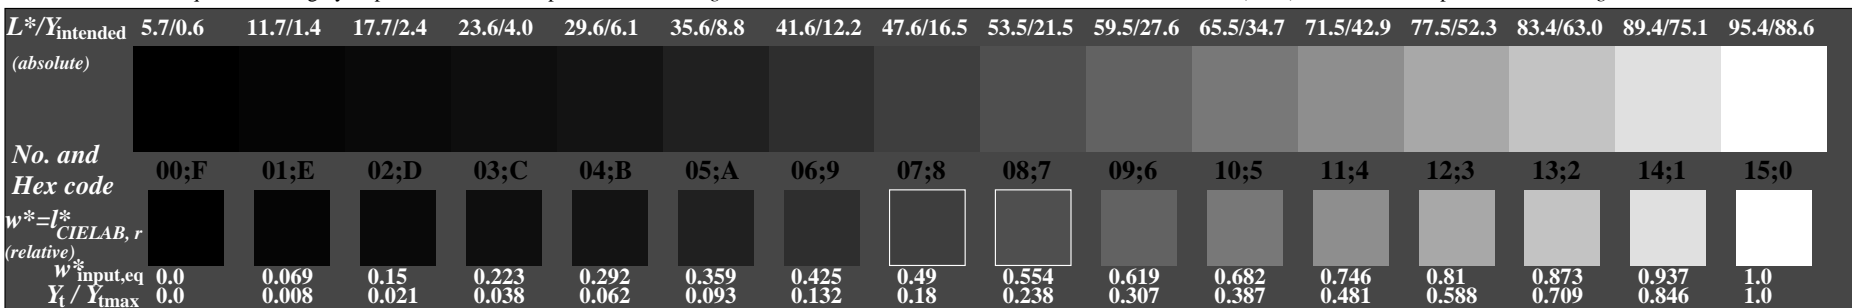 L*/Yintended 5.7/0.6 11.7/1.4 17.7/2.4 23.6/4.0 29.6/6.1 35.6/8.8 41.6/12.2 47.6/16.5 53.5/21.5 59.5/27.6 65.5/34.7 71.5/42.9 77.5/52.3 83.4/63.0 89.4/75.1 95.4/88.6
(absolute)
No. and
Hex code
00;F 01;E 02;D 03;C 04;B 05;A 06;9 07;8 08;7 09;6 10;5 11;4 12;3 13;2 14;1 15;0
w*=l*CIELAB, r
(relative)
w*input,eq 0.0 0.069 0.15 0.223 0.292 0.359 0.425 0.49 0.554 0.619 0.682 0.746 0.81 0.873 0.937 1.0
Yt / Ytmax 0.0 0.008 0.021 0.038 0.062 0.093 0.132 0.18 0.238 0.307 0.387 0.481 0.588 0.709 0.846 1.0